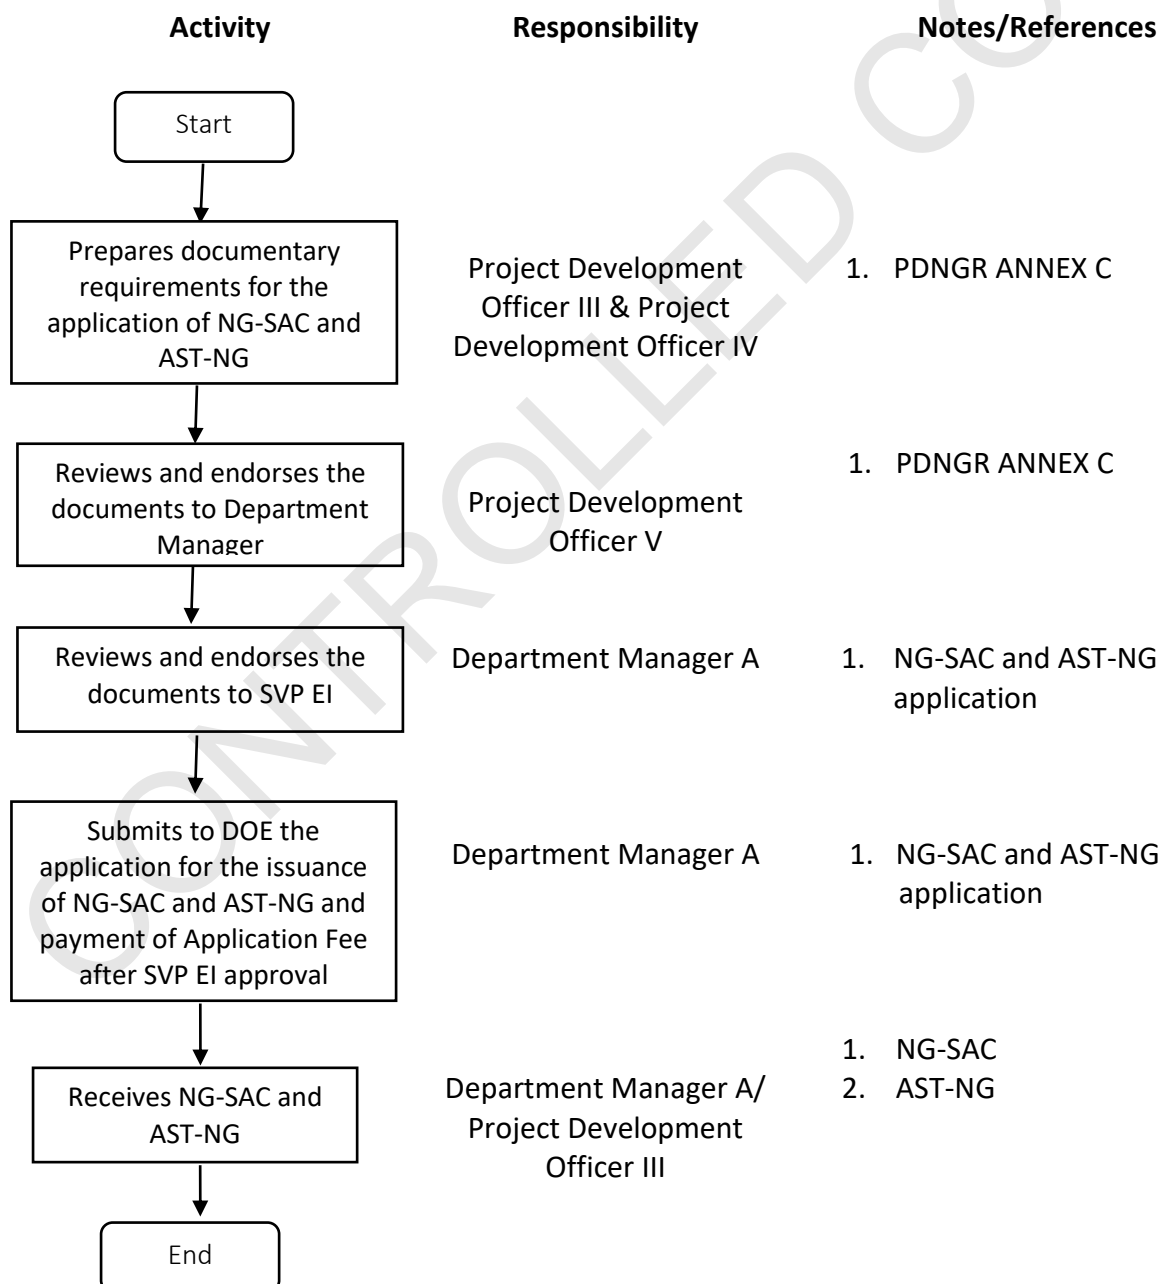 Activity
Responsibility
Notes/References
Start
Prepares documentary
requirements for the
application of NG-SAC and
AST-NG
Project Development
Officer III & Project
Development Officer IV
1. PDNGR ANNEX C
Reviews and endorses the
documents to Department
Manager
Project Development
Officer V
1. PDNGR ANNEX C
Reviews and endorses the
documents to SVP EI
Department Manager A
1. NG-SAC and AST-NG
application
Submits to DOE the
application for the issuance
of NG-SAC and AST-NG and
payment of Application Fee
after SVP EI approval
Department Manager A
1. NG-SAC and AST-NG
application
Receives NG-SAC and
AST-NG
Department Manager A/
Project Development
Officer III
1. NG-SAC
2. AST-NG
End
CONTROLLED CO